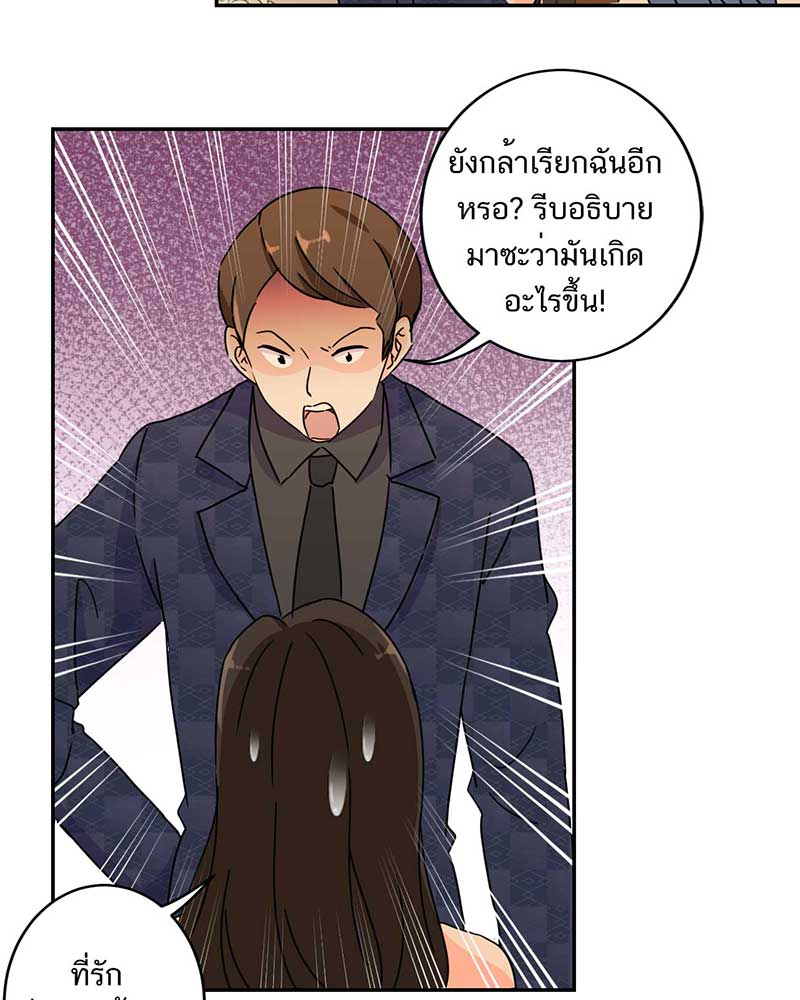 ยังกล้าเรียกฉันอีก
หรอ? รีบอธิบาย
มาซะว่ามันเกิด
อะไรขึ้น!
ที่รัก